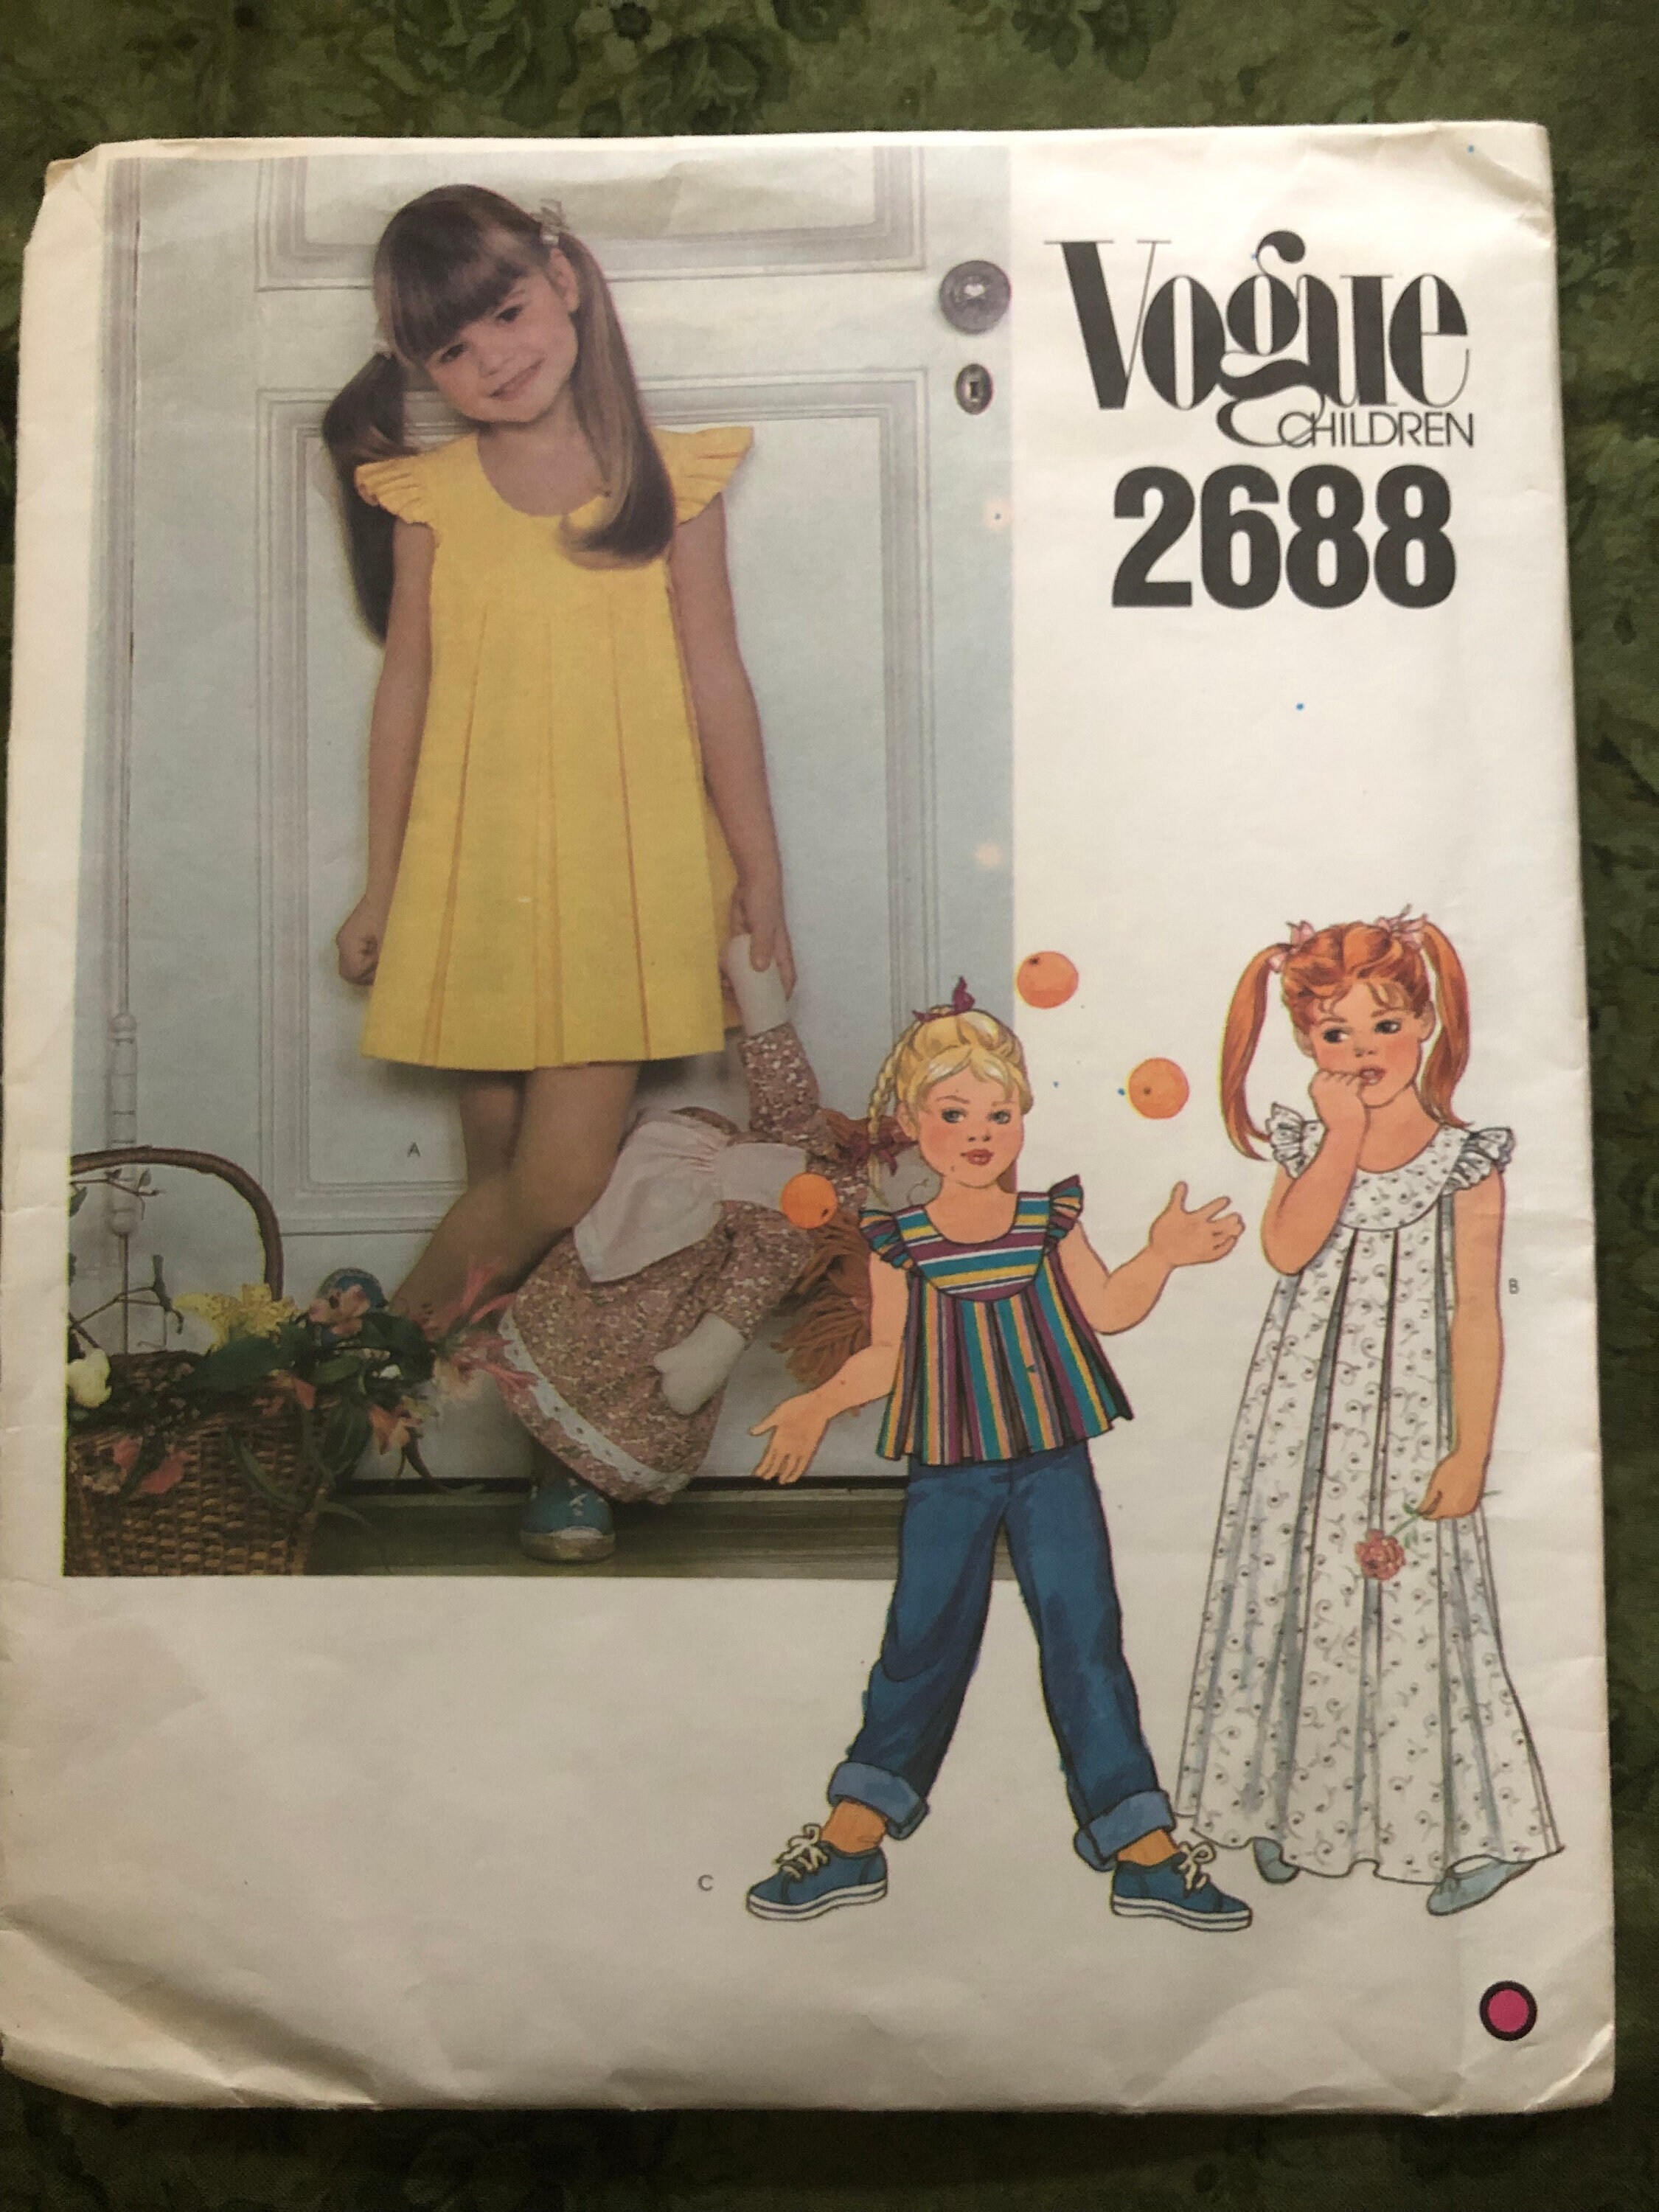 Vogue
CHILDREN
2688
A
B
C